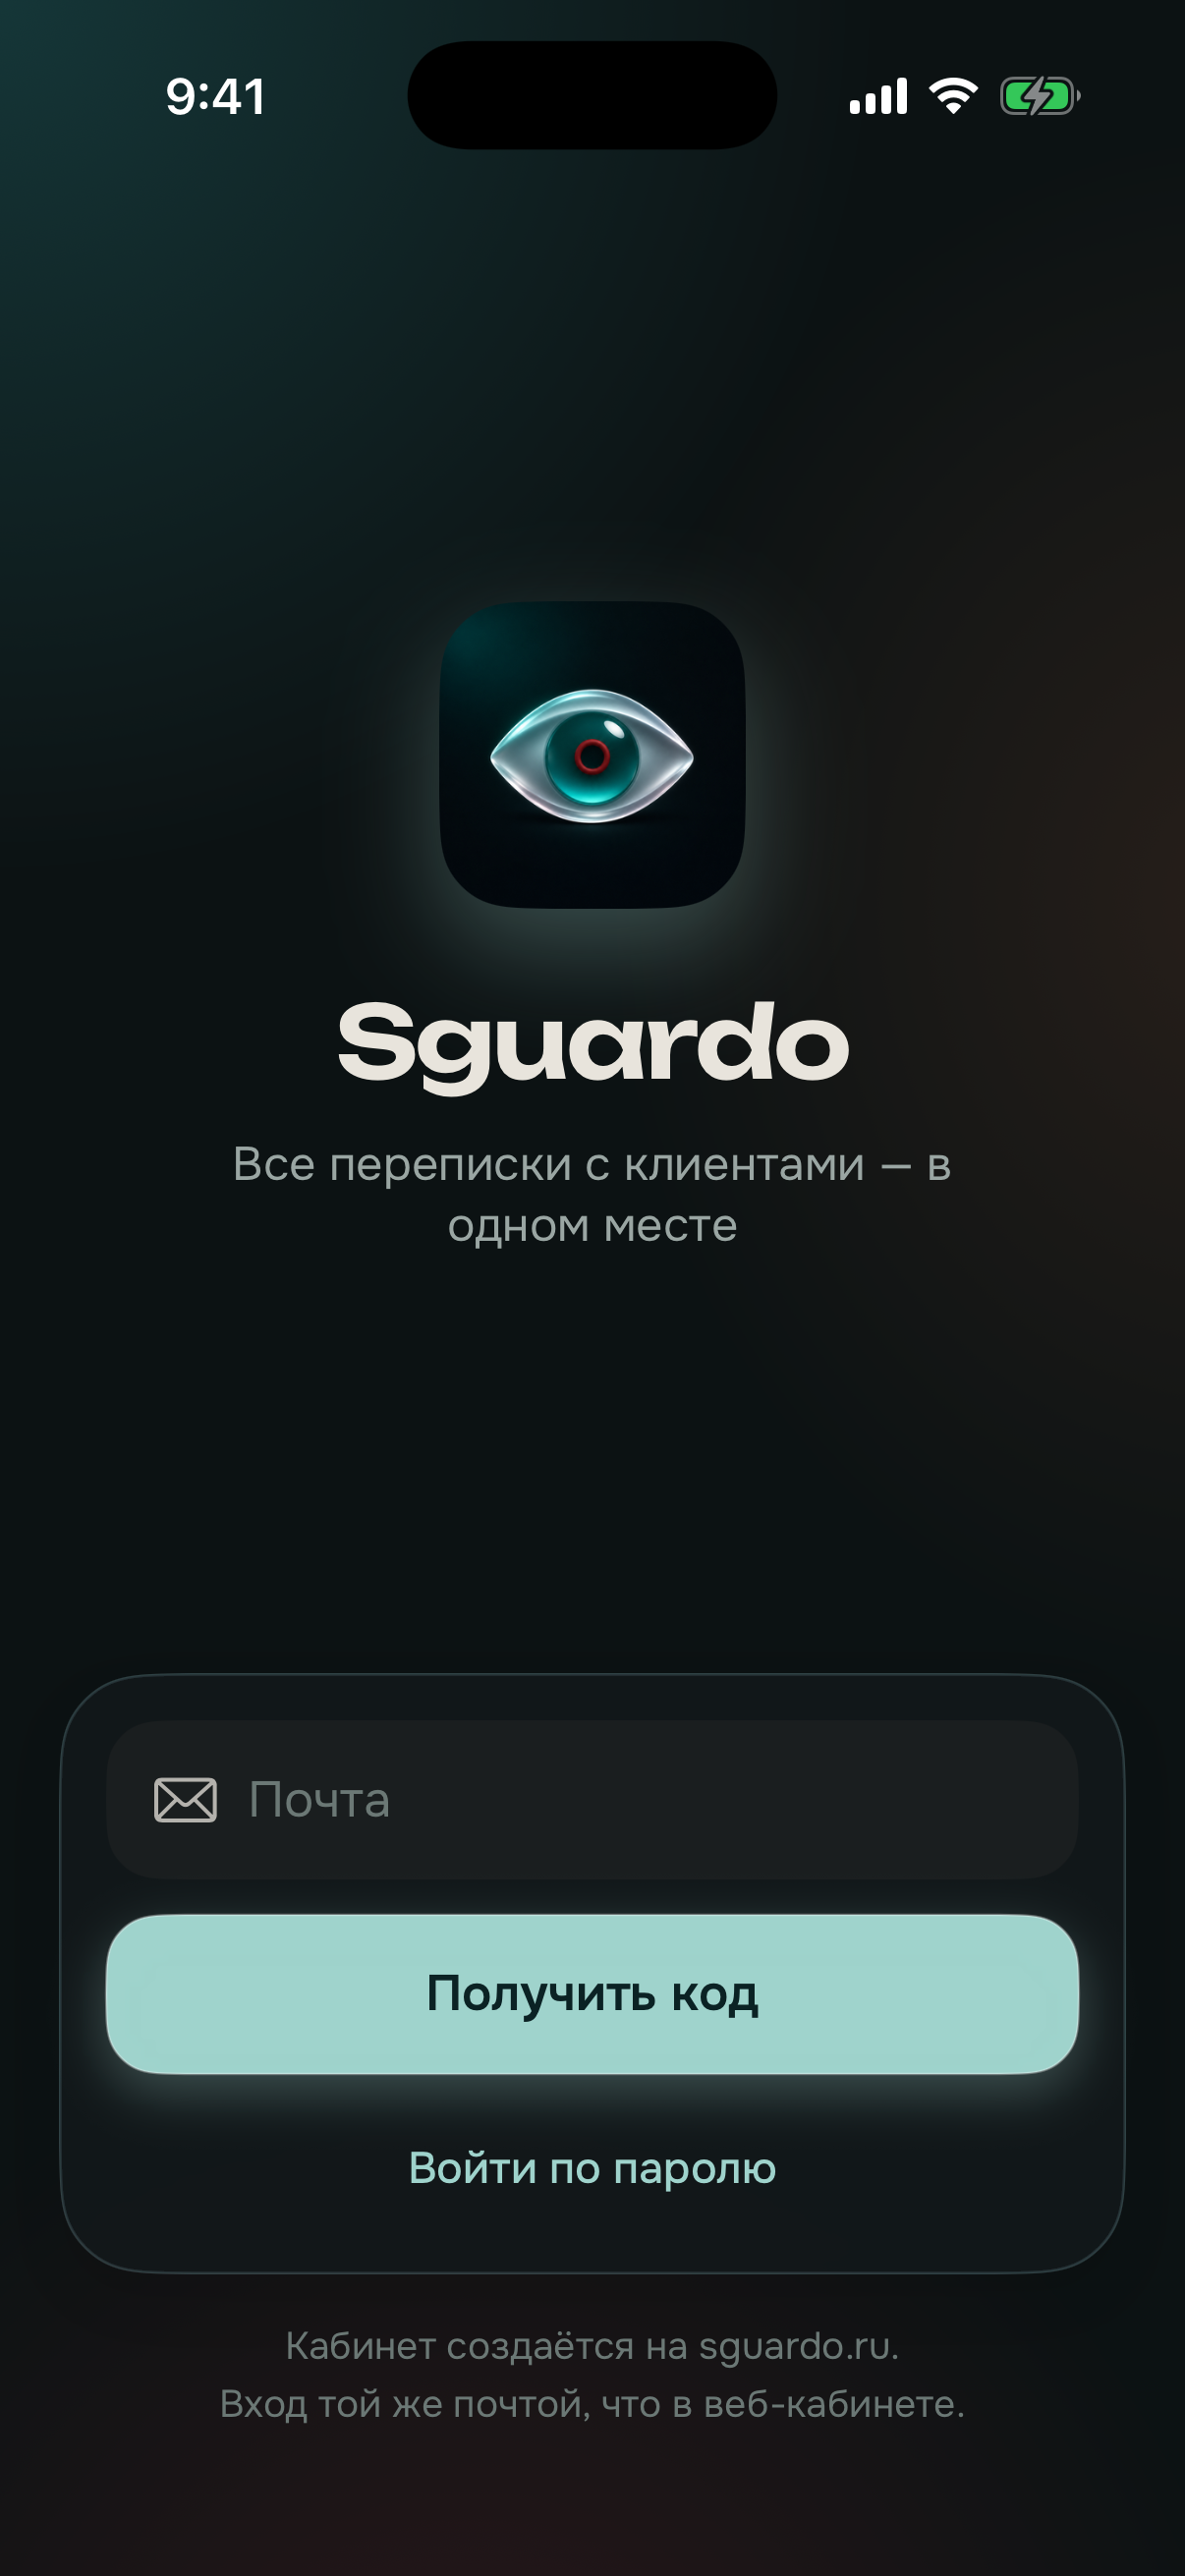 9:41
Sguardo
Все переписки с клиентами — в
одном месте
Почта
Получить код
Войти по паролю
Кабинет создаётся на sguardo.ru.
Вход той же почтой, что в веб-кабинете.